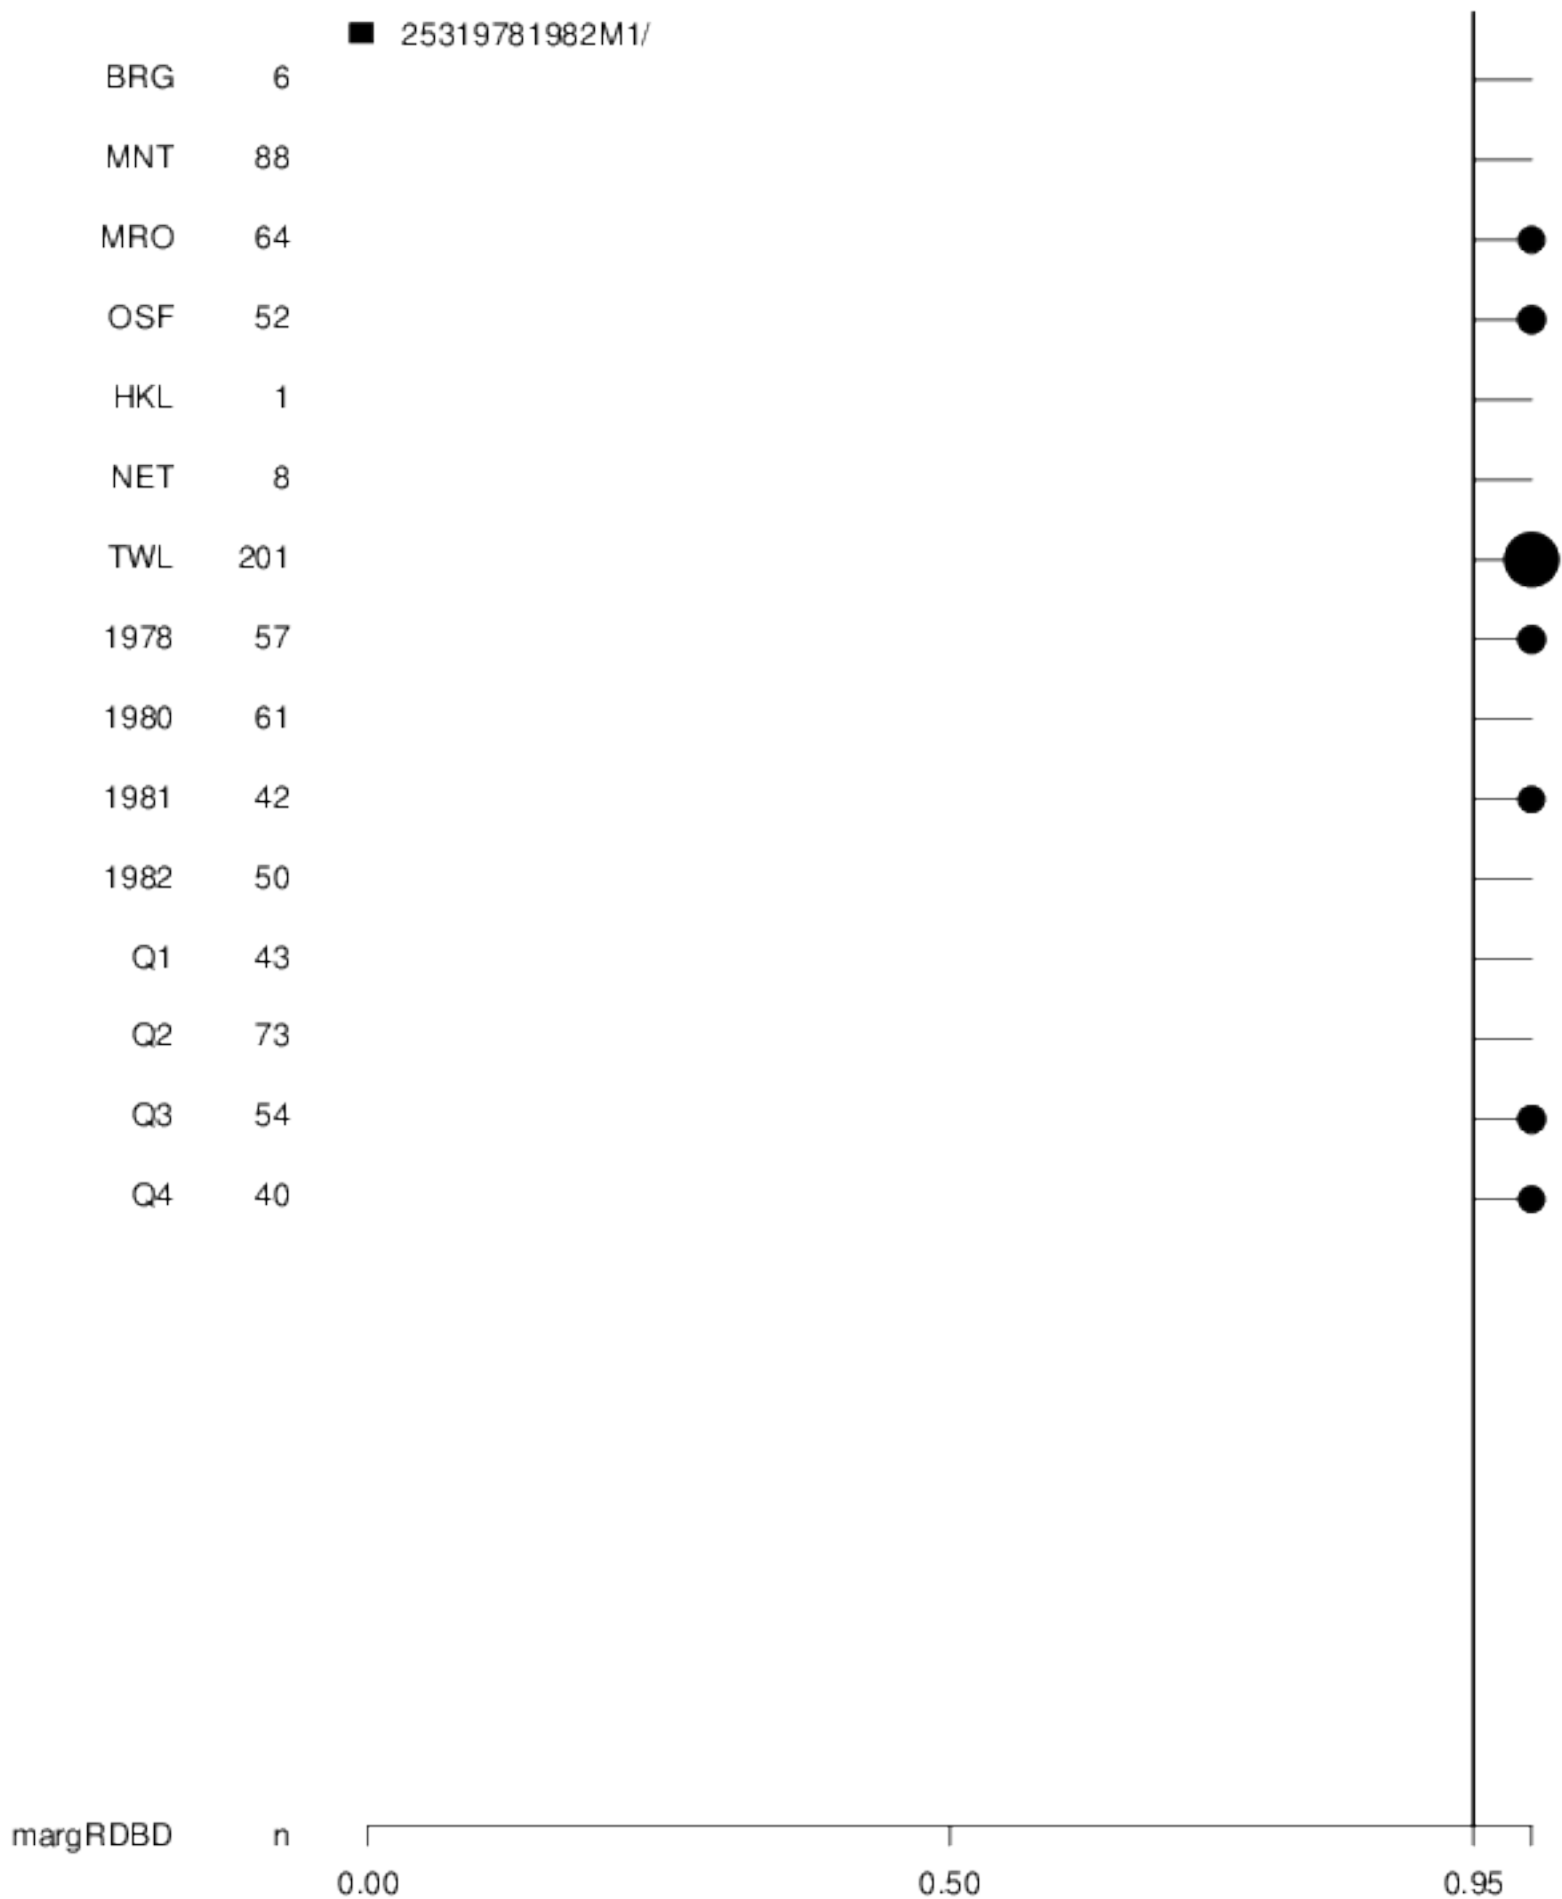 25319781982M1/
BRG 6
MNT 88
MRO 64
OSF 52
HKL 1
NET 8
TWL 201
1978 57
1980 61
1981 42
1982 50
Q1 43
Q2 73
Q3 54
Q4 40
margRDBD n
0.00 0.50 0.95